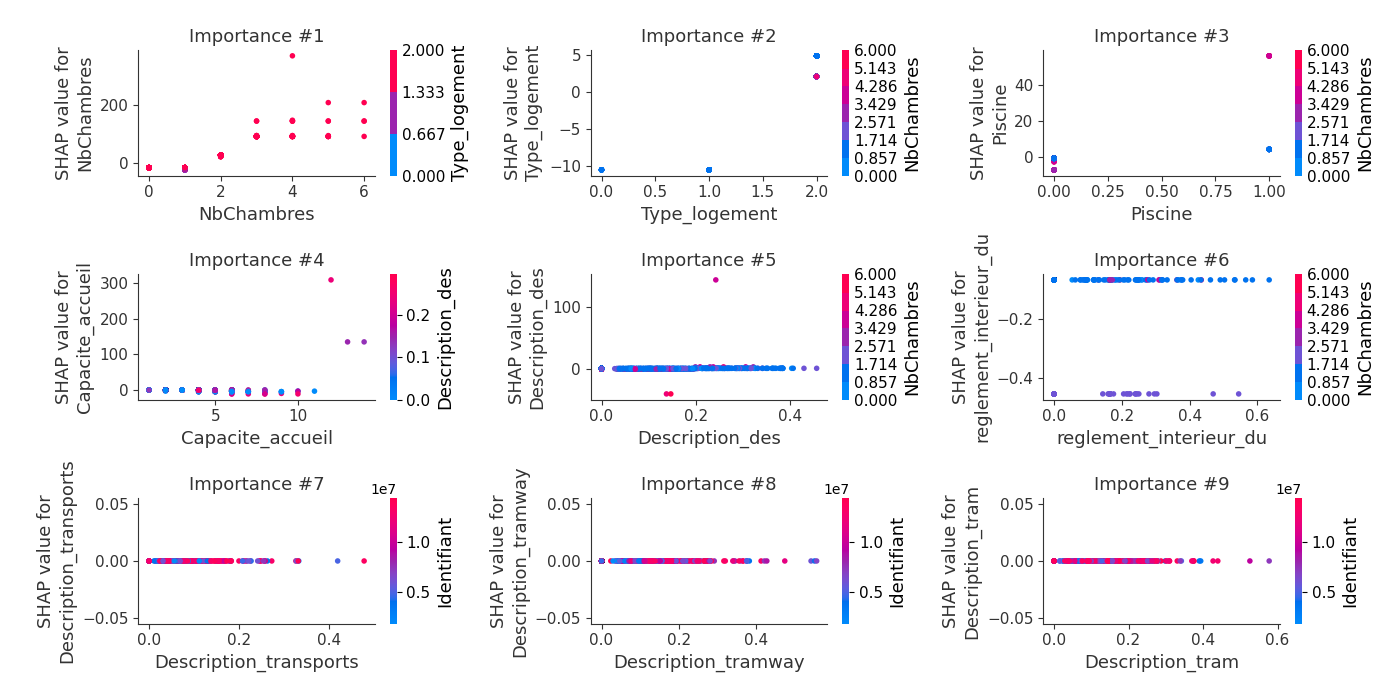 Importance #1
SHAP value for
NbChambres
200
0
0
2
4
6
NbChambres
2.000
1.333
0.667
0.000
Type_logement
Importance #2
SHAP value for
Type_logement
5
0
−5
−10
0.0
0.5
1.0
1.5
2.0
Type_logement
6.000
5.143
4.286
3.429
2.571
1.714
0.857
0.000
NbChambres
Importance #3
SHAP value for
Piscine
40
20
0
0.00
0.25
0.50
0.75
1.00
Piscine
6.000
5.143
4.286
3.429
2.571
1.714
0.857
0.000
NbChambres
Importance #4
SHAP value for
Capacite_accueil
300
200
100
0
5
10
Capacite_accueil
0.2
0.1
0.0
Description_des
Importance #5
SHAP value for
Description_des
100
0
0.0
0.2
0.4
Description_des
6.000
5.143
4.286
3.429
2.571
1.714
0.857
0.000
NbChambres
Importance #6
SHAP value for
reglement_interieur_du
−0.2
−0.4
0.0
0.2
0.4
0.6
reglement_interieur_du
6.000
5.143
4.286
3.429
2.571
1.714
0.857
0.000
NbChambres
Importance #7
SHAP value for
Description_transports
0.05
0.00
−0.05
0.0
0.2
0.4
Description_transports
1e7
1.0
0.5
Identifiant
Importance #8
SHAP value for
Description_tramway
0.05
0.00
−0.05
0.0
0.2
0.4
Description_tramway
1e7
1.0
0.5
Identifiant
Importance #9
SHAP value for
Description_tram
0.05
0.00
−0.05
0.0
0.2
0.4
0.6
Description_tram
1e7
1.0
0.5
Identifiant